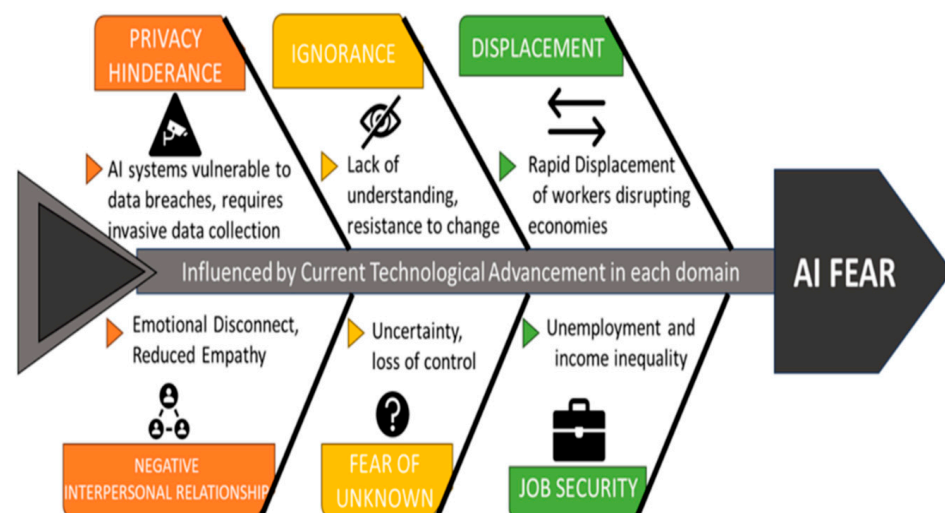 PRIVACY
HINDERANCE
IGNORANCE
DISPLACEMENT
AI systems vulnerable to
data breaches, requires
invasive data collection
Lack of
understanding,
resistance to change
Rapid Displacement
of workers disrupting
economies
Influenced by Current Technological Advancement in each domain
AI FEAR
Emotional Disconnect,
Reduced Empathy
Uncertainty,
loss of control
Unemployment and
income inequality
?
NEGATIVE
INTERPERSONAL RELATIONSHIP
FEAR OF
UNKNOWN
JOB SECURITY